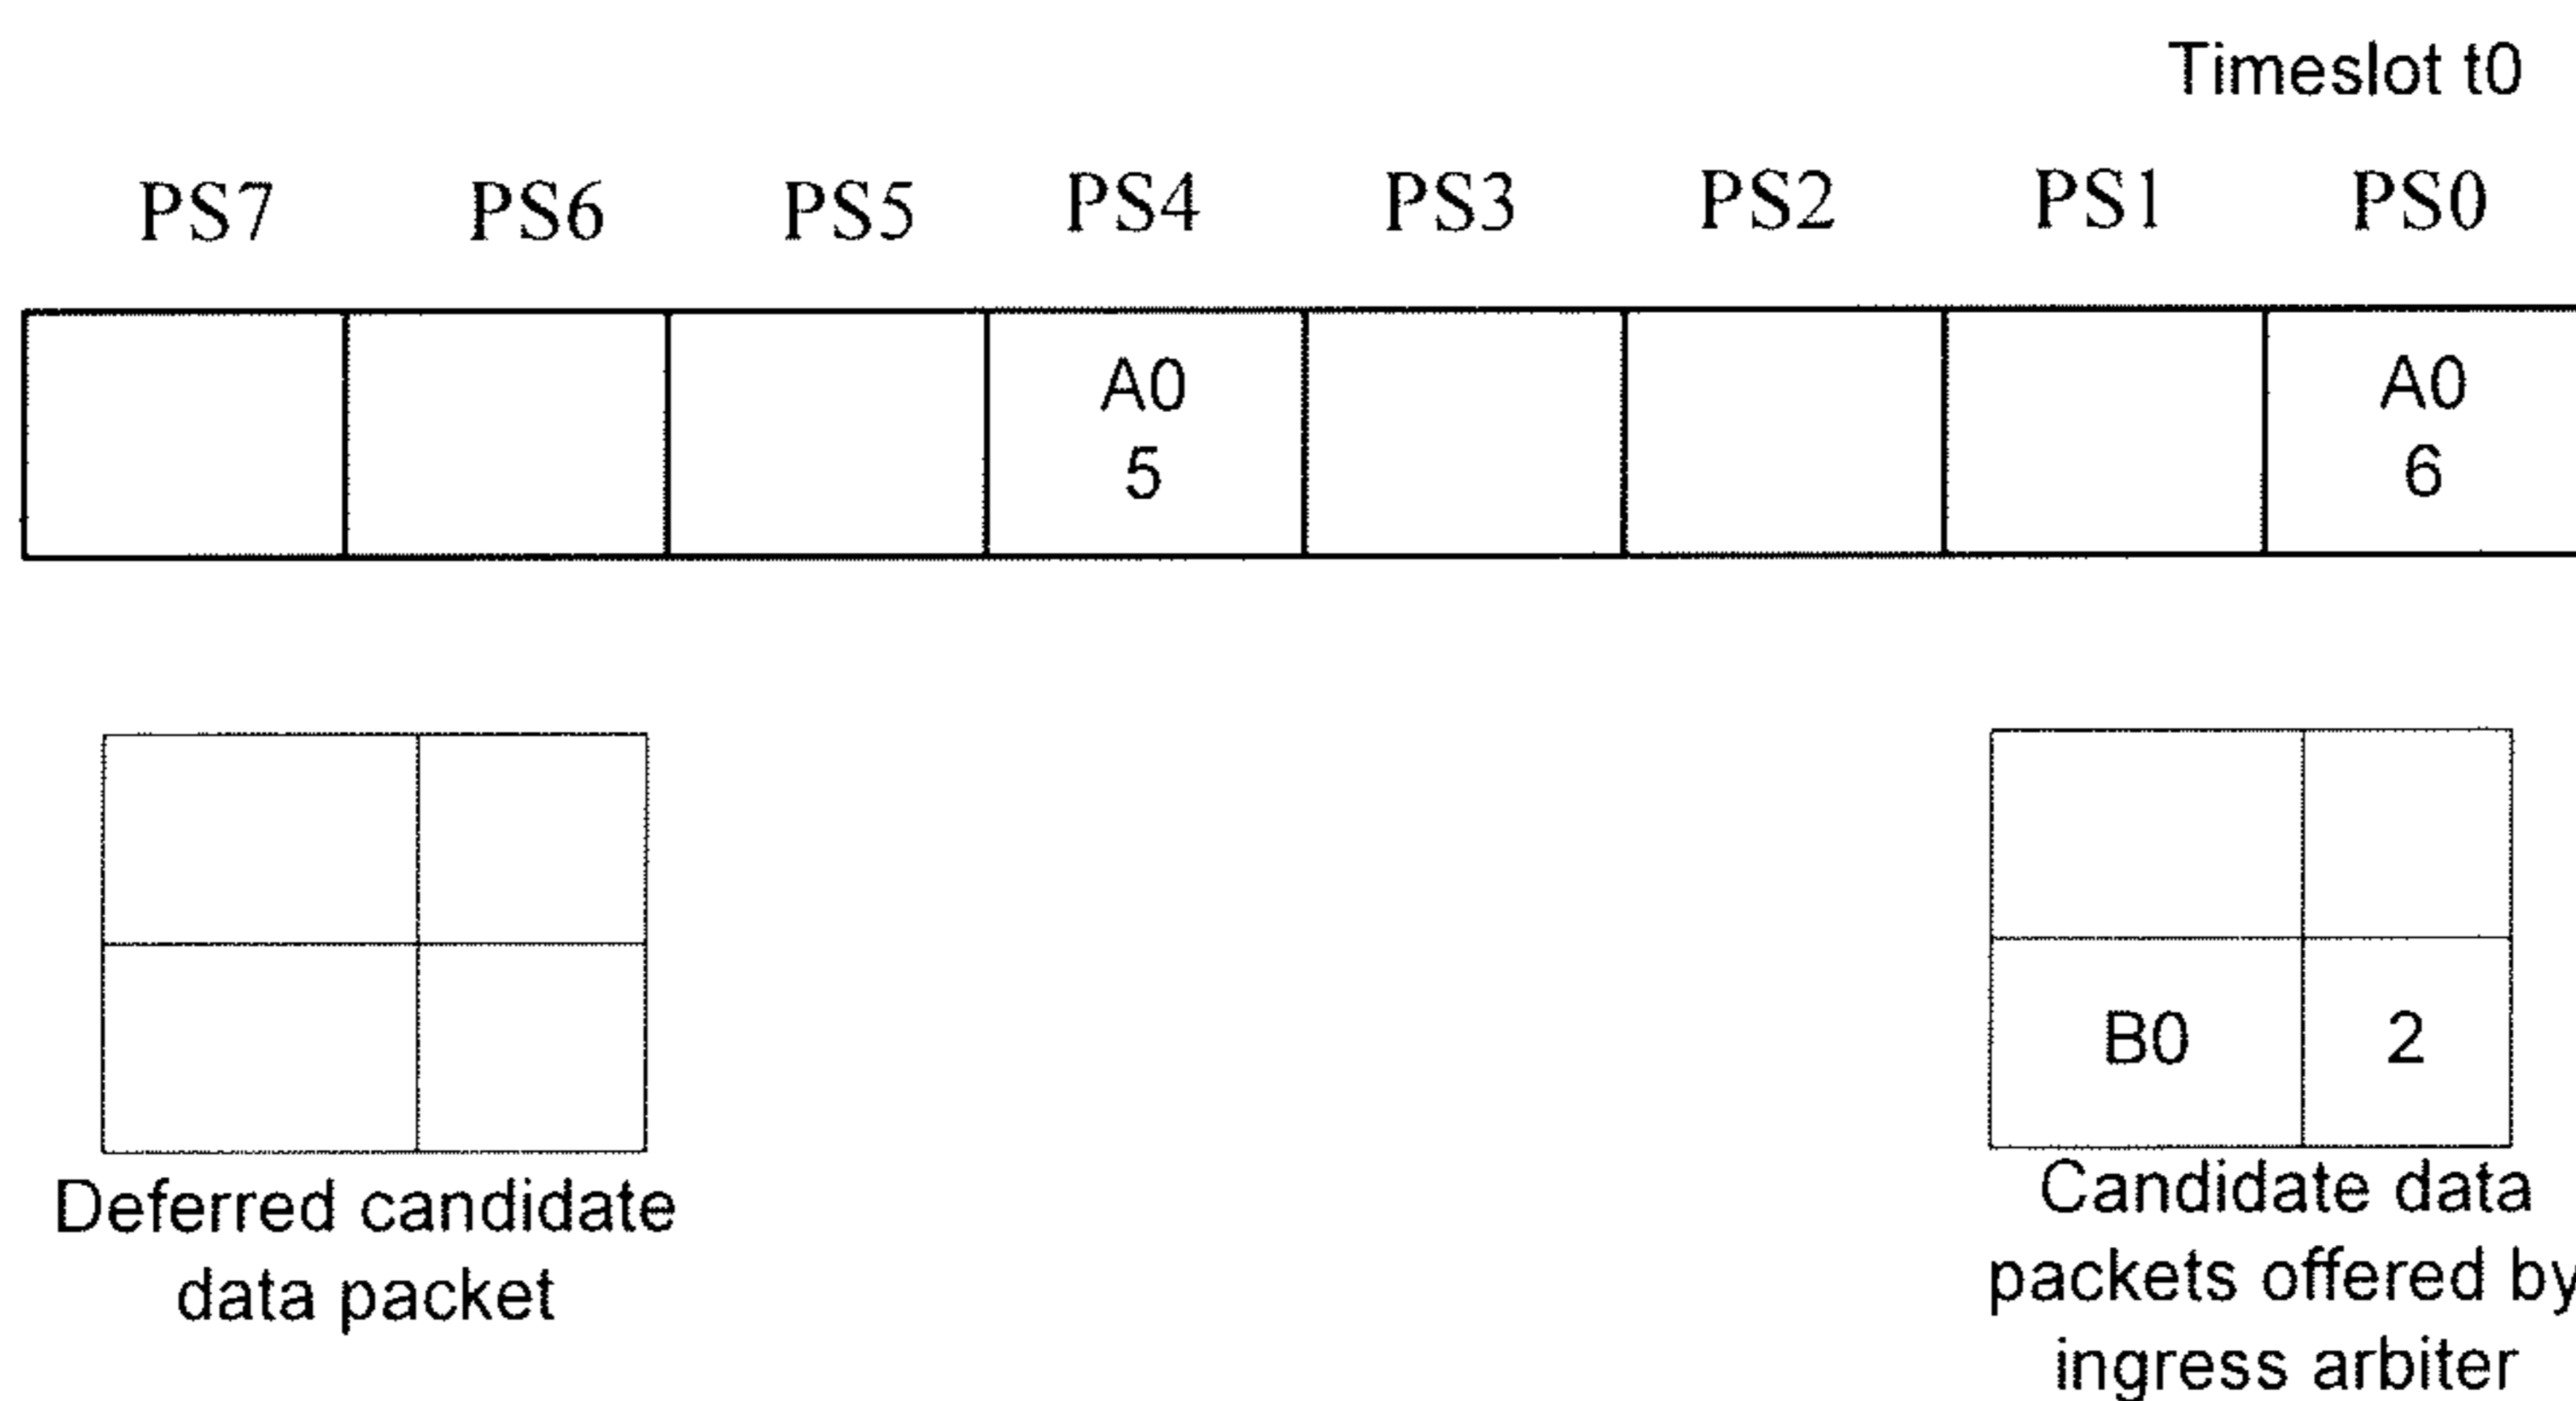 Timeslot t0
PS7 PS6 PS5 PS4 PS3 PS2 PS1 PS0
A0 A0
5 6
B0 2
Deferred candidate
data packet
Candidate data
packets offered by
ingress arbiter